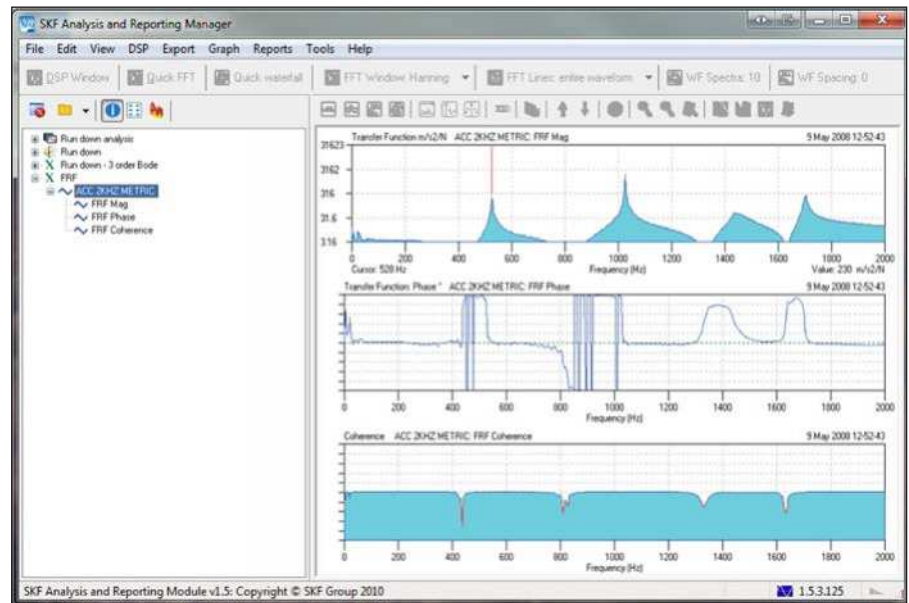 SKF Analysis and Reporting Manager
File Edit View DSP Export Graph Reports Tools Help
DSP Window Quick FFT Quick waterfall FFT Window: Hanning FFT Lines: entire waveform WF Spectra: 10 WF Spacing: 0
Run down analysis
Run down
Run down - 3 order Bode
FRF
ACC 2KHZ METRIC
FRF Mag
FRF Phase
FRF Coherence
Transfer Function m/s2/N ACC 2KHZ METRIC: FRF Mag 9 May 2008 12-52-43
31623
3162
316
31.6
3.16
0 200 400 600 800 1000 1200 1400 1600 1800 2000
Cursor: 528 Hz Frequency (Hz) Value: 230 m/s2/N
Transfer Function: Phase ° ACC 2KHZ METRIC: FRF Phase 9 May 2008 12-52-43
0 200 400 600 800 1000 1200 1400 1600 1800 2000
Frequency (Hz)
Coherence ACC 2KHZ METRIC: FRF Coherence 9 May 2008 12-52-43
0 200 400 600 800 1000 1200 1400 1600 1800 2000
Frequency (Hz)
SKF Analysis and Reporting Module v1.5: Copyright © SKF Group 2010 1.5.3.125